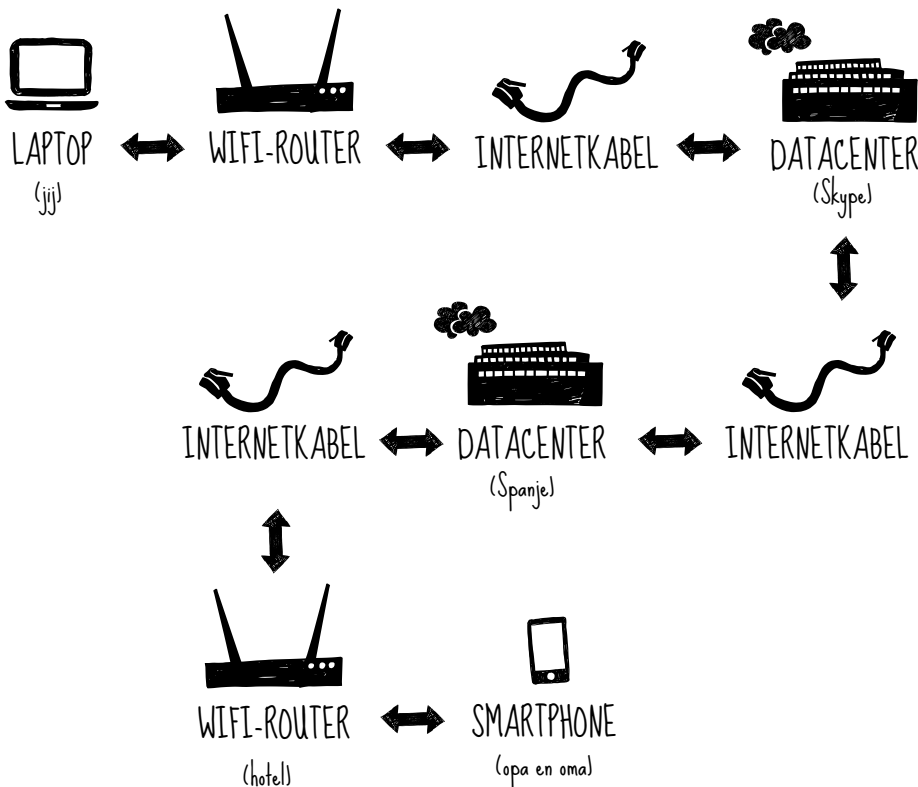 LAPTOP
(jij)
WIFI-ROUTER
INTERNETKABEL
DATACENTER
(Skype)
INTERNETKABEL
DATACENTER
(Spanje)
INTERNETKABEL
WIFI-ROUTER
(hotel)
SMARTPHONE
(opa en oma)